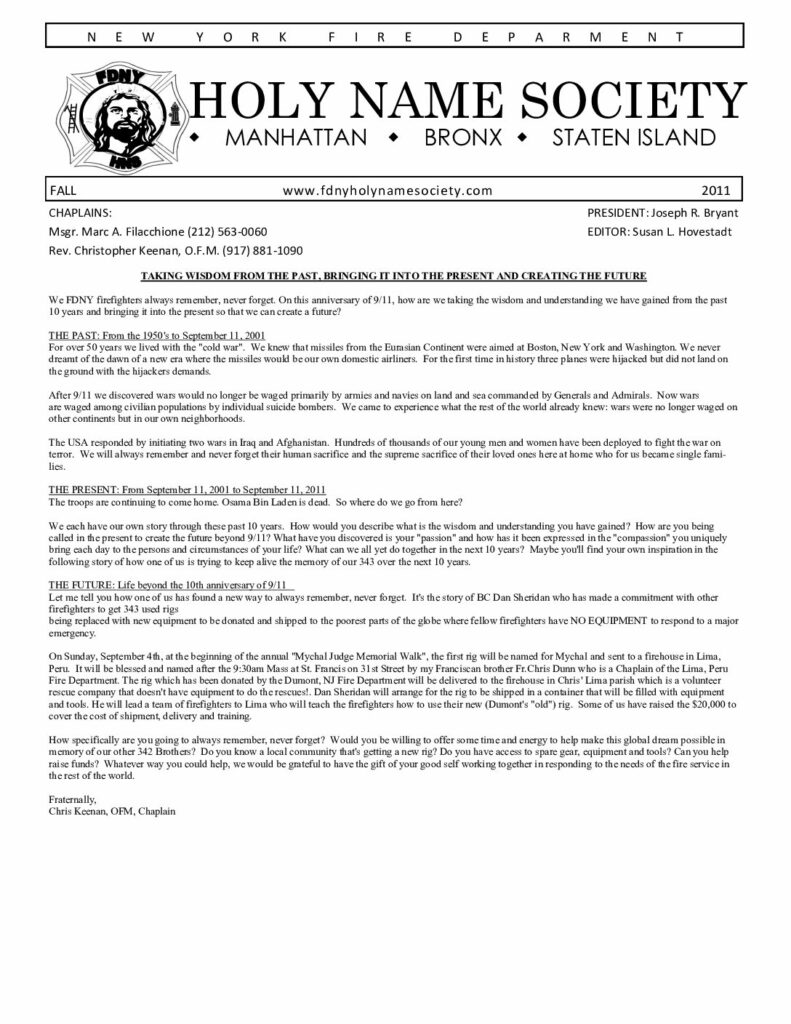 NEW YORK FIRE DEPARMENT
FDNY
HNS
HOLY NAME SOCIETY
◆ MANHATTAN ◆ BRONX ◆ STATEN ISLAND
FALL www.fdnyholynamesociety.com 2011
CHAPLAINS: PRESIDENT: Joseph R. Bryant
Msgr. Marc A. Filacchione (212) 563-0060 EDITOR: Susan L. Hovestadt
Rev. Christopher Keenan, O.F.M. (917) 881-1090
TAKING WISDOM FROM THE PAST, BRINGING IT INTO THE PRESENT AND CREATING THE FUTURE
We FDNY firefighters always remember, never forget. On this anniversary of 9/11, how are we taking the wisdom and understanding we have gained from the past
10 years and bringing it into the present so that we can create a future?
THE PAST: From the 1950's to September 11, 2001
For over 50 years we lived with the "cold war". We knew that missiles from the Eurasian Continent were aimed at Boston, New York and Washington. We never
dreamt of the dawn of a new era where the missiles would be our own domestic airliners. For the first time in history three planes were hijacked but did not land on
the ground with the hijackers demands.
After 9/11 we discovered wars would no longer be waged primarily by armies and navies on land and sea commanded by Generals and Admirals. Now wars
are waged among civilian populations by individual suicide bombers. We came to experience what the rest of the world already knew: wars were no longer waged on
other continents but in our own neighborhoods.
The USA responded by initiating two wars in Iraq and Afghanistan. Hundreds of thousands of our young men and women have been deployed to fight the war on
terror. We will always remember and never forget their human sacrifice and the supreme sacrifice of their loved ones here at home who for us became single fami-
lies.
THE PRESENT: From September 11, 2001 to September 11, 2011
The troops are continuing to come home. Osama Bin Laden is dead. So where do we go from here?
We each have our own story through these past 10 years. How would you describe what is the wisdom and understanding you have gained? How are you being
called in the present to create the future beyond 9/11? What have you discovered is your "passion" and how has it been expressed in the "compassion" you uniquely
bring each day to the persons and circumstances of your life? What can we all yet do together in the next 10 years? Maybe you'll find your own inspiration in the
following story of how one of us is trying to keep alive the memory of our 343 over the next 10 years.
THE FUTURE: Life beyond the 10th anniversary of 9/11
Let me tell you how one of us has found a new way to always remember, never forget. It's the story of BC Dan Sheridan who has made a commitment with other
firefighters to get 343 used rigs
being replaced with new equipment to be donated and shipped to the poorest parts of the globe where fellow firefighters have NO EQUIPMENT to respond to a major
emergency.
On Sunday, September 4th, at the beginning of the annual "Mychal Judge Memorial Walk", the first rig will be named for Mychal and sent to a firehouse in Lima,
Peru. It will be blessed and named after the 9:30am Mass at St. Francis on 31st Street by my Franciscan brother Fr.Chris Dunn who is a Chaplain of the Lima, Peru
Fire Department. The rig which has been donated by the Dumont, NJ Fire Department will be delivered to the firehouse in Chris' Lima parish which is a volunteer
rescue company that doesn't have equipment to do the rescues!. Dan Sheridan will arrange for the rig to be shipped in a container that will be filled with equipment
and tools. He will lead a team of firefighters to Lima who will teach the firefighters how to use their new (Dumont's "old") rig. Some of us have raised the $20,000 to
cover the cost of shipment, delivery and training.
How specifically are you going to always remember, never forget? Would you be willing to offer some time and energy to help make this global dream possible in
memory of our other 342 Brothers? Do you know a local community that's getting a new rig? Do you have access to spare gear, equipment and tools? Can you help
raise funds? Whatever way you could help, we would be grateful to have the gift of your good self working together in responding to the needs of the fire service in
the rest of the world.
Fraternally,
Chris Keenan, OFM, Chaplain